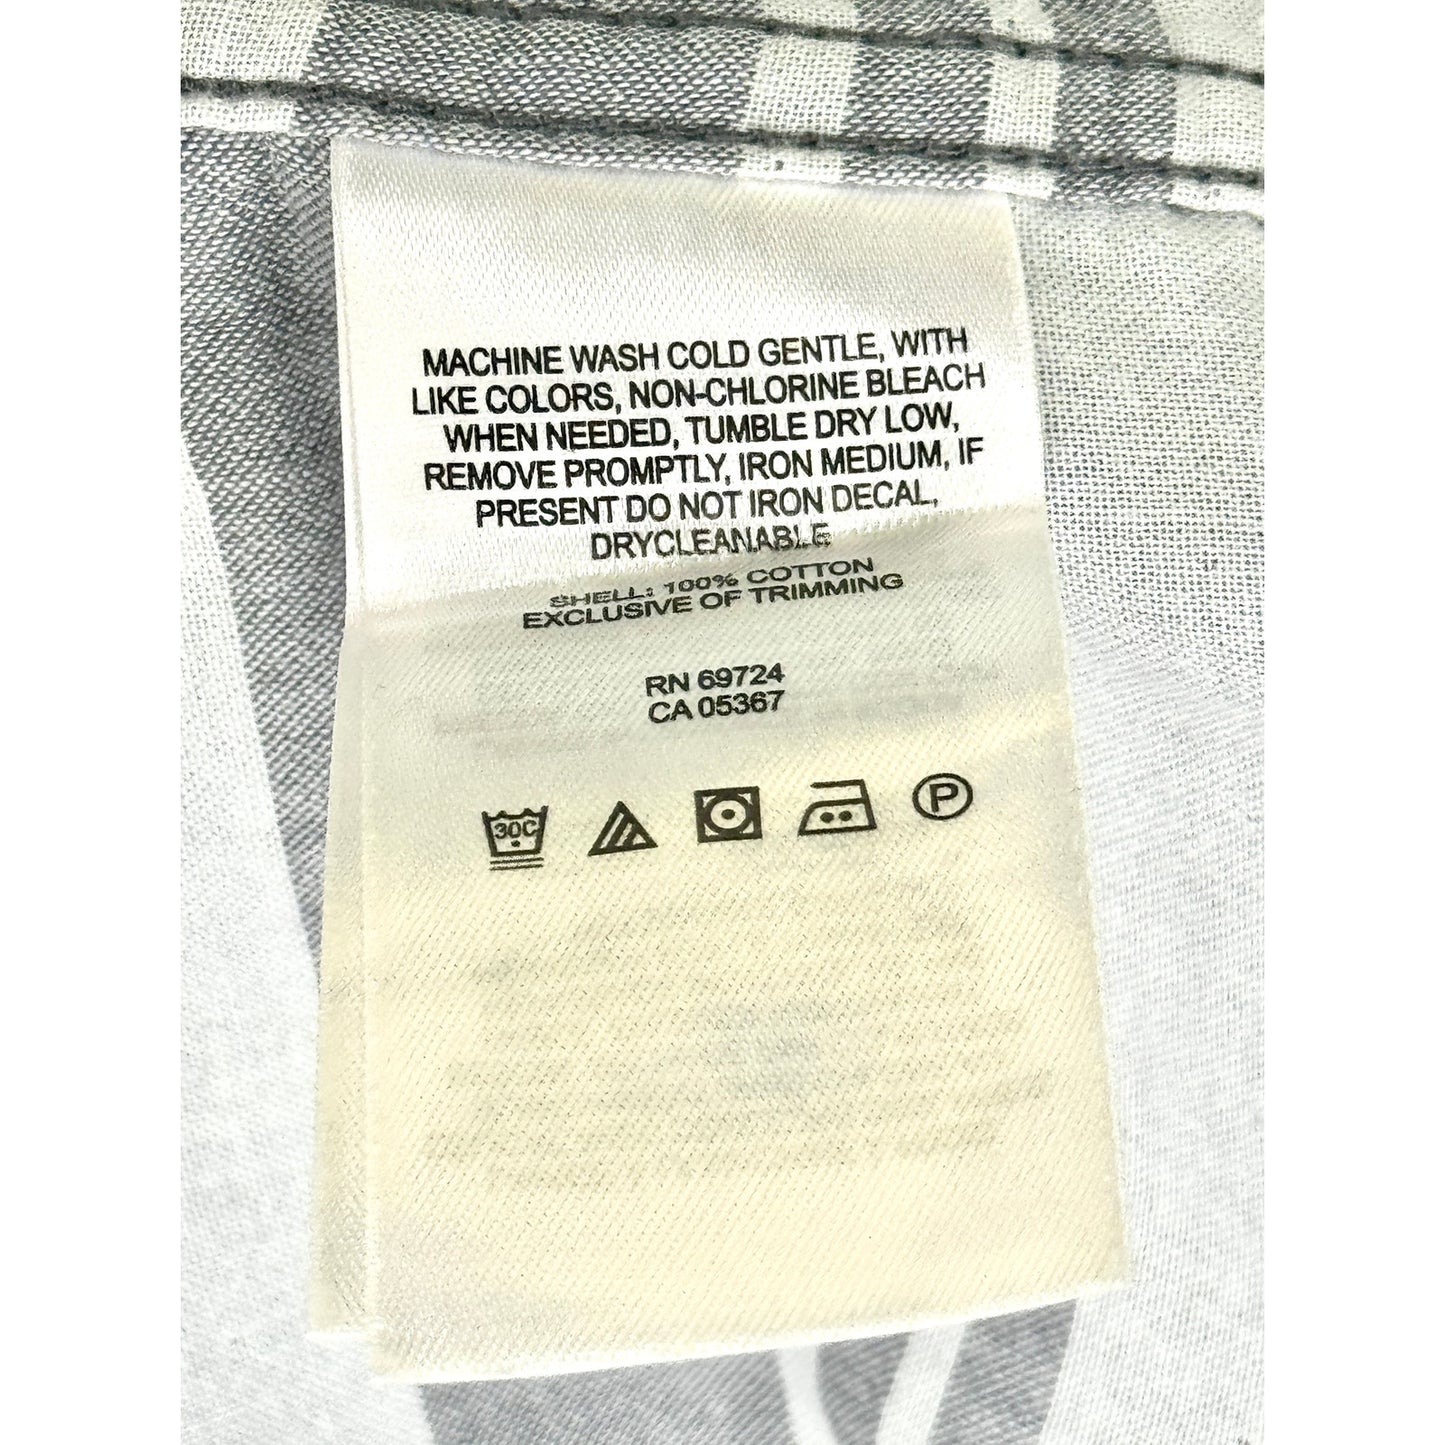 MACHINE WASH COLD GENTLE, WITH
LIKE COLORS, NON-CHLORINE BLEACH
WHEN NEEDED, TUMBLE DRY LOW,
REMOVE PROMPTLY, IRON MEDIUM, IF
PRESENT DO NOT IRON DECAL,
DRYCLEANABLE
SHELL: 100% COTTON
EXCLUSIVE OF TRIMMING
RN 69724
CA 05367
30C
P